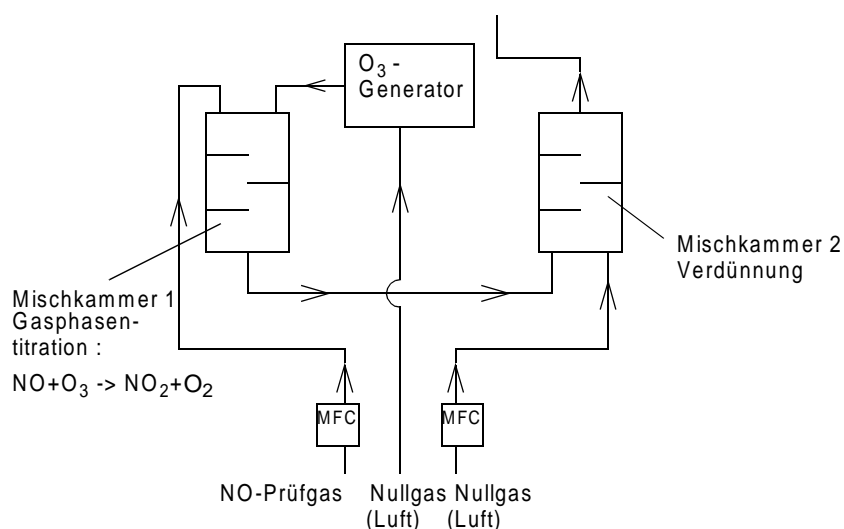 O3 -
Generator
Mischkammer 2
Verdünnung
Mischkammer 1
Gasphasen-
titration :
NO+O3 -> NO2+O2
MFC
MFC
NO-Prüfgas
Nullgas
(Luft)
Nullgas
(Luft)